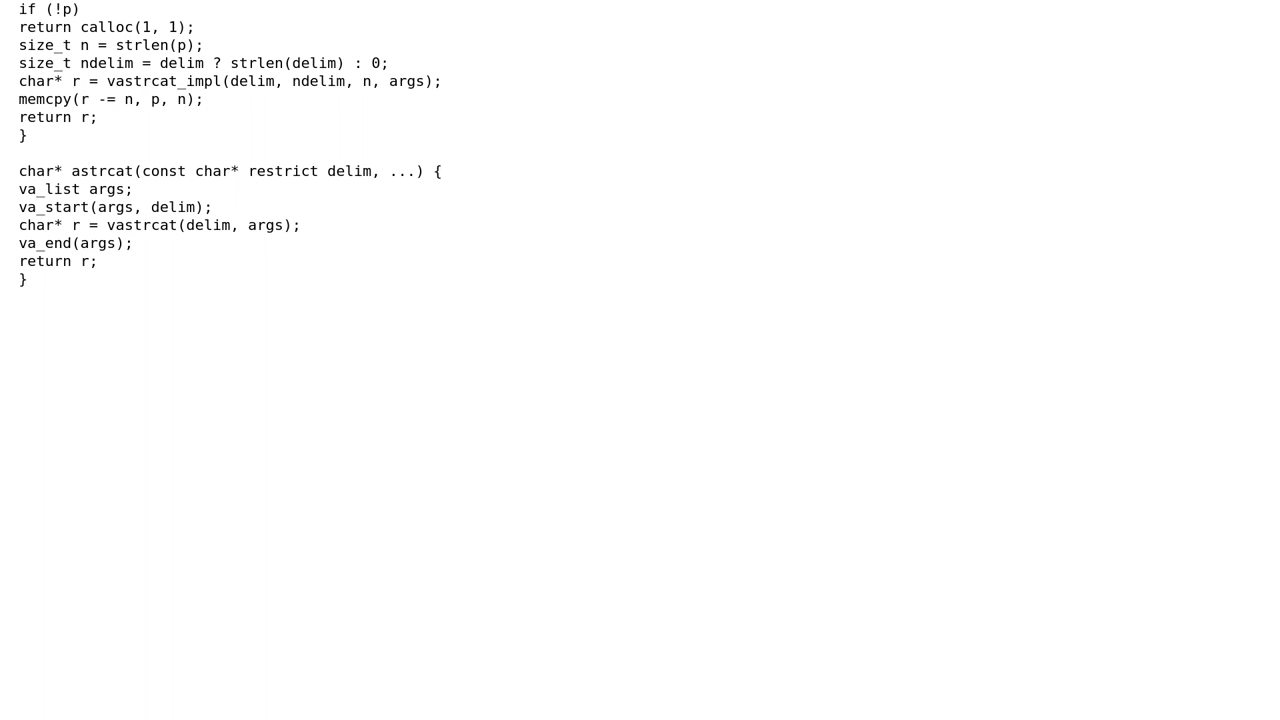 if (!p)
return calloc(1, 1);
size_t n = strlen(p);
size_t ndelim = delim ? strlen(delim) : 0;
char* r = vastrcat_impl(delim, ndelim, n, args);
memcpy(r -= n, p, n);
return r;
}

char* astrcat(const char* restrict delim, ...) {
va_list args;
va_start(args, delim);
char* r = vastrcat(delim, args);
va_end(args);
return r;
}